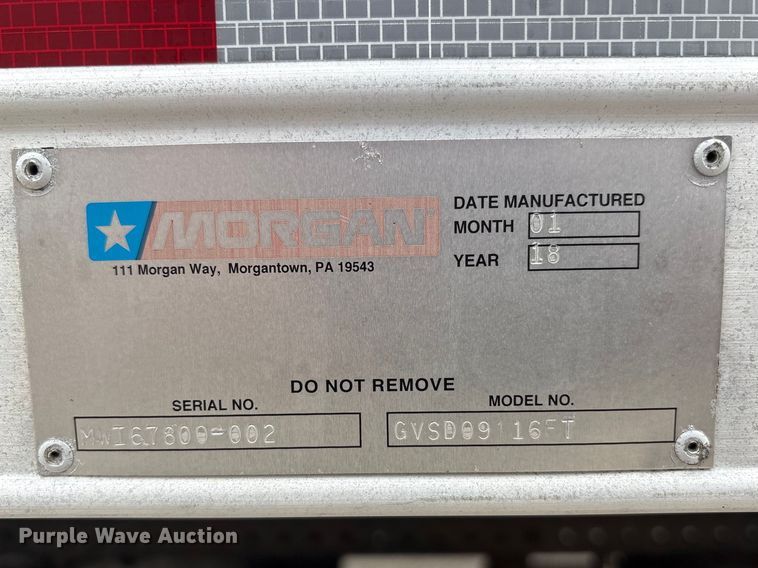 MORGAN
111 Morgan Way, Morgantown, PA 19543
DATE MANUFACTURED
MONTH 01
YEAR 18
DO NOT REMOVE
SERIAL NO.
MWI67800-002
MODEL NO.
Purple Wave Auction